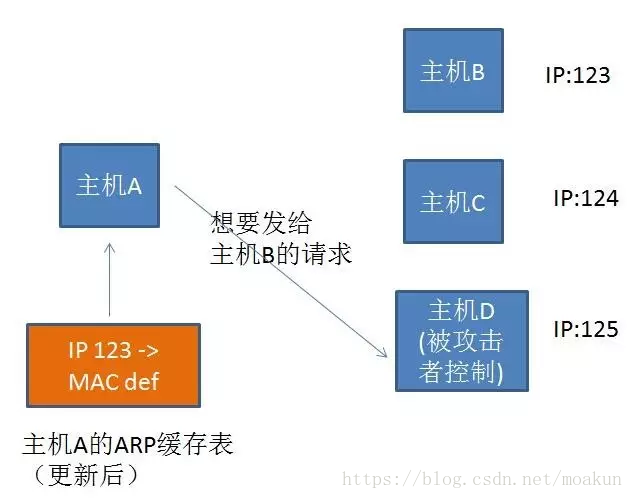 主机B
IP:123
主机A
主机C
IP:124
想要发给
主机B的请求
主机D
(被攻击
者控制)
IP:125
IP 123 ->
MAC def
主机A的ARP缓存表
（更新后）
https://blog.csdn.net/moakun